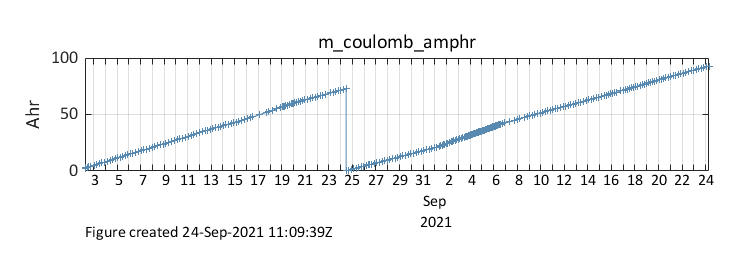 m_coulomb_amphr
Ahr
100
50
0
3 5 7 9 11 13 15 17 19 21 23 25 27 29 31 2 4 6 8 10 12 14 16 18 20 22 24
Sep
2021
Figure created 24-Sep-2021 11:09:39Z